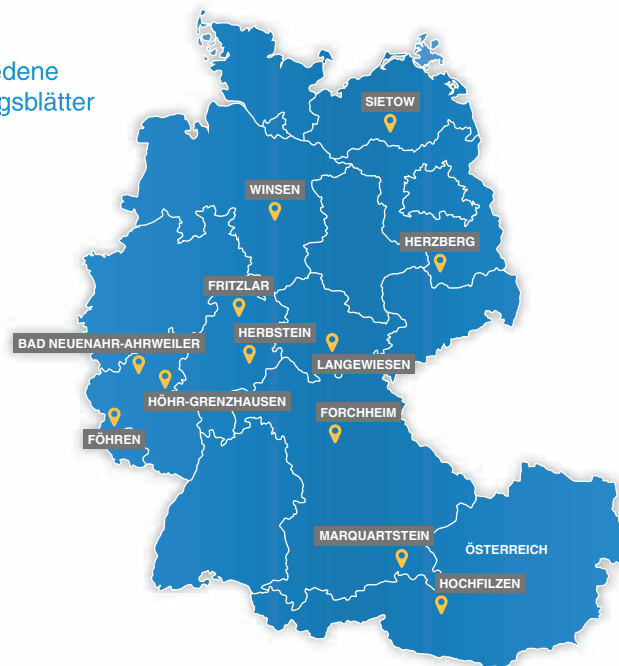 edene
gsblätter
SIETOW
WINSEN
HERZBERG
FRITZLAR
HERBSTEIN
BAD NEUENAHR-AHRWEILER
LANGEWIESEN
HÖHR-GRENZHAUSEN
FORCHHEIM
FÖHREN
MARQUARTSTEIN
ÖSTERREICH
HOCHFILZEN